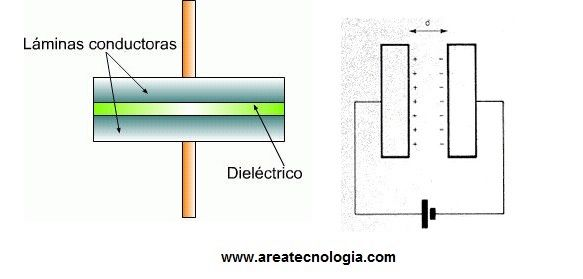 Láminas conductoras
Dieléctrico
d
+ −
+ −
+ −
+ −
+ −
+ −
+ −
www.areatecnologia.com